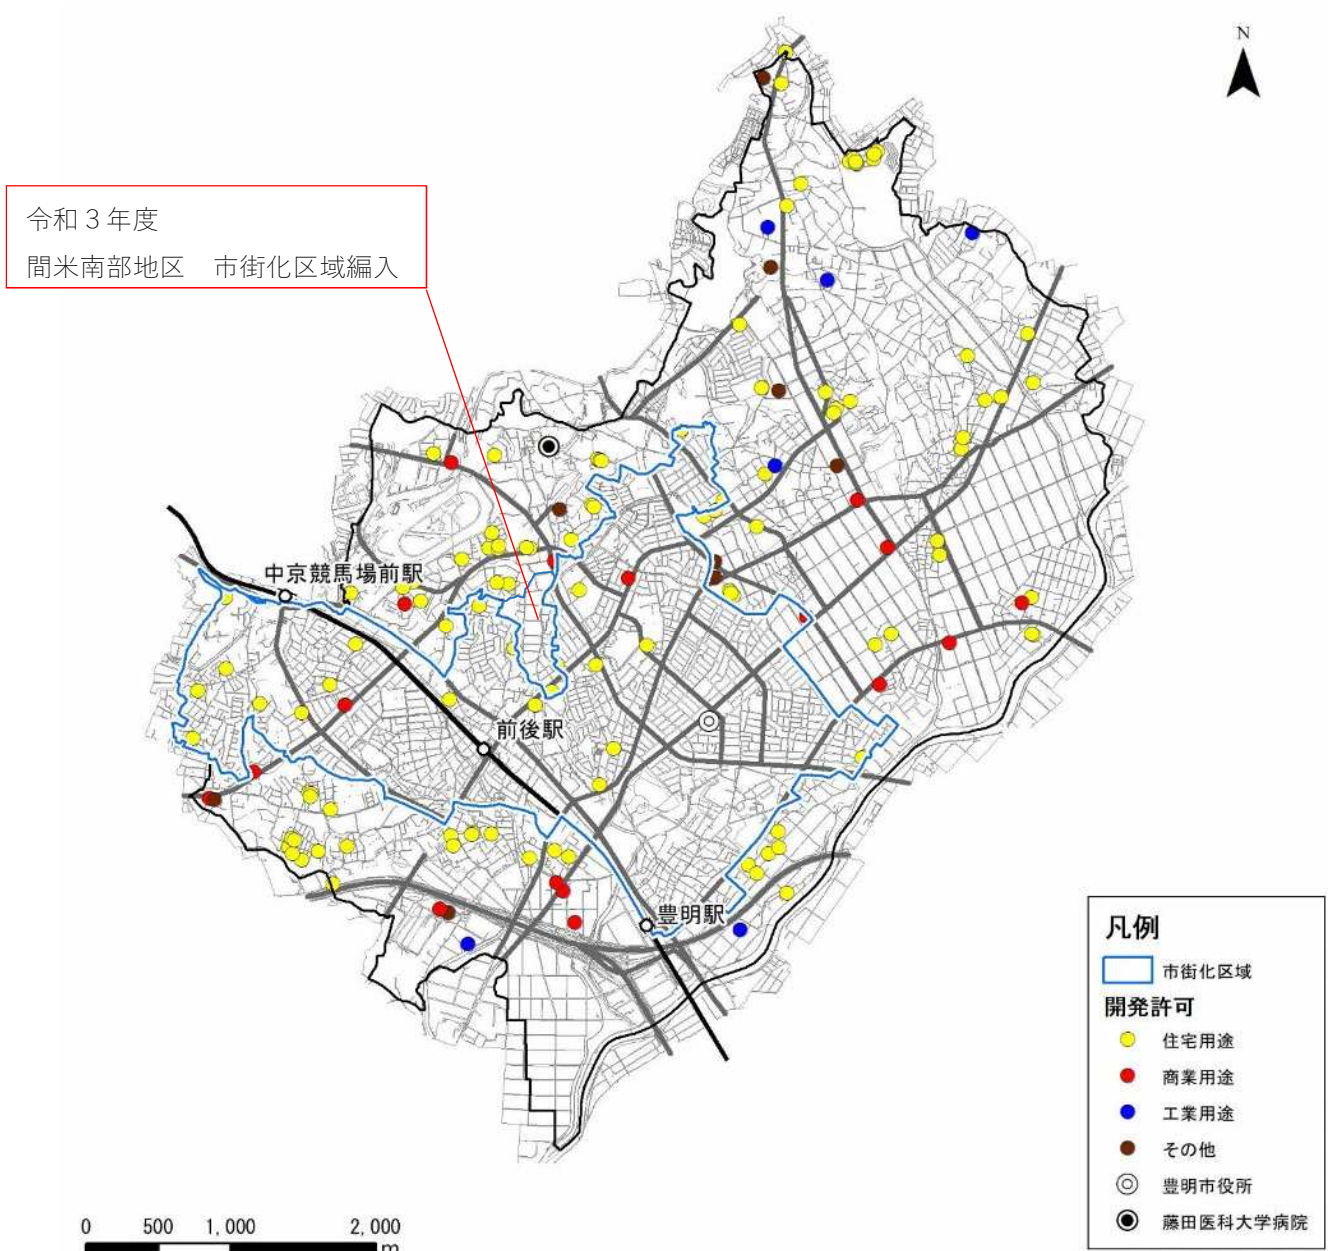 N
令和３年度
間米南部地区　市街化区域編入
中京競馬場前駅
前後駅
豊明駅
凡例
市街化区域
開発許可
住宅用途
商業用途
工業用途
その他
豊明市役所
藤田医科大学病院
0 500 1,000 2,000
m